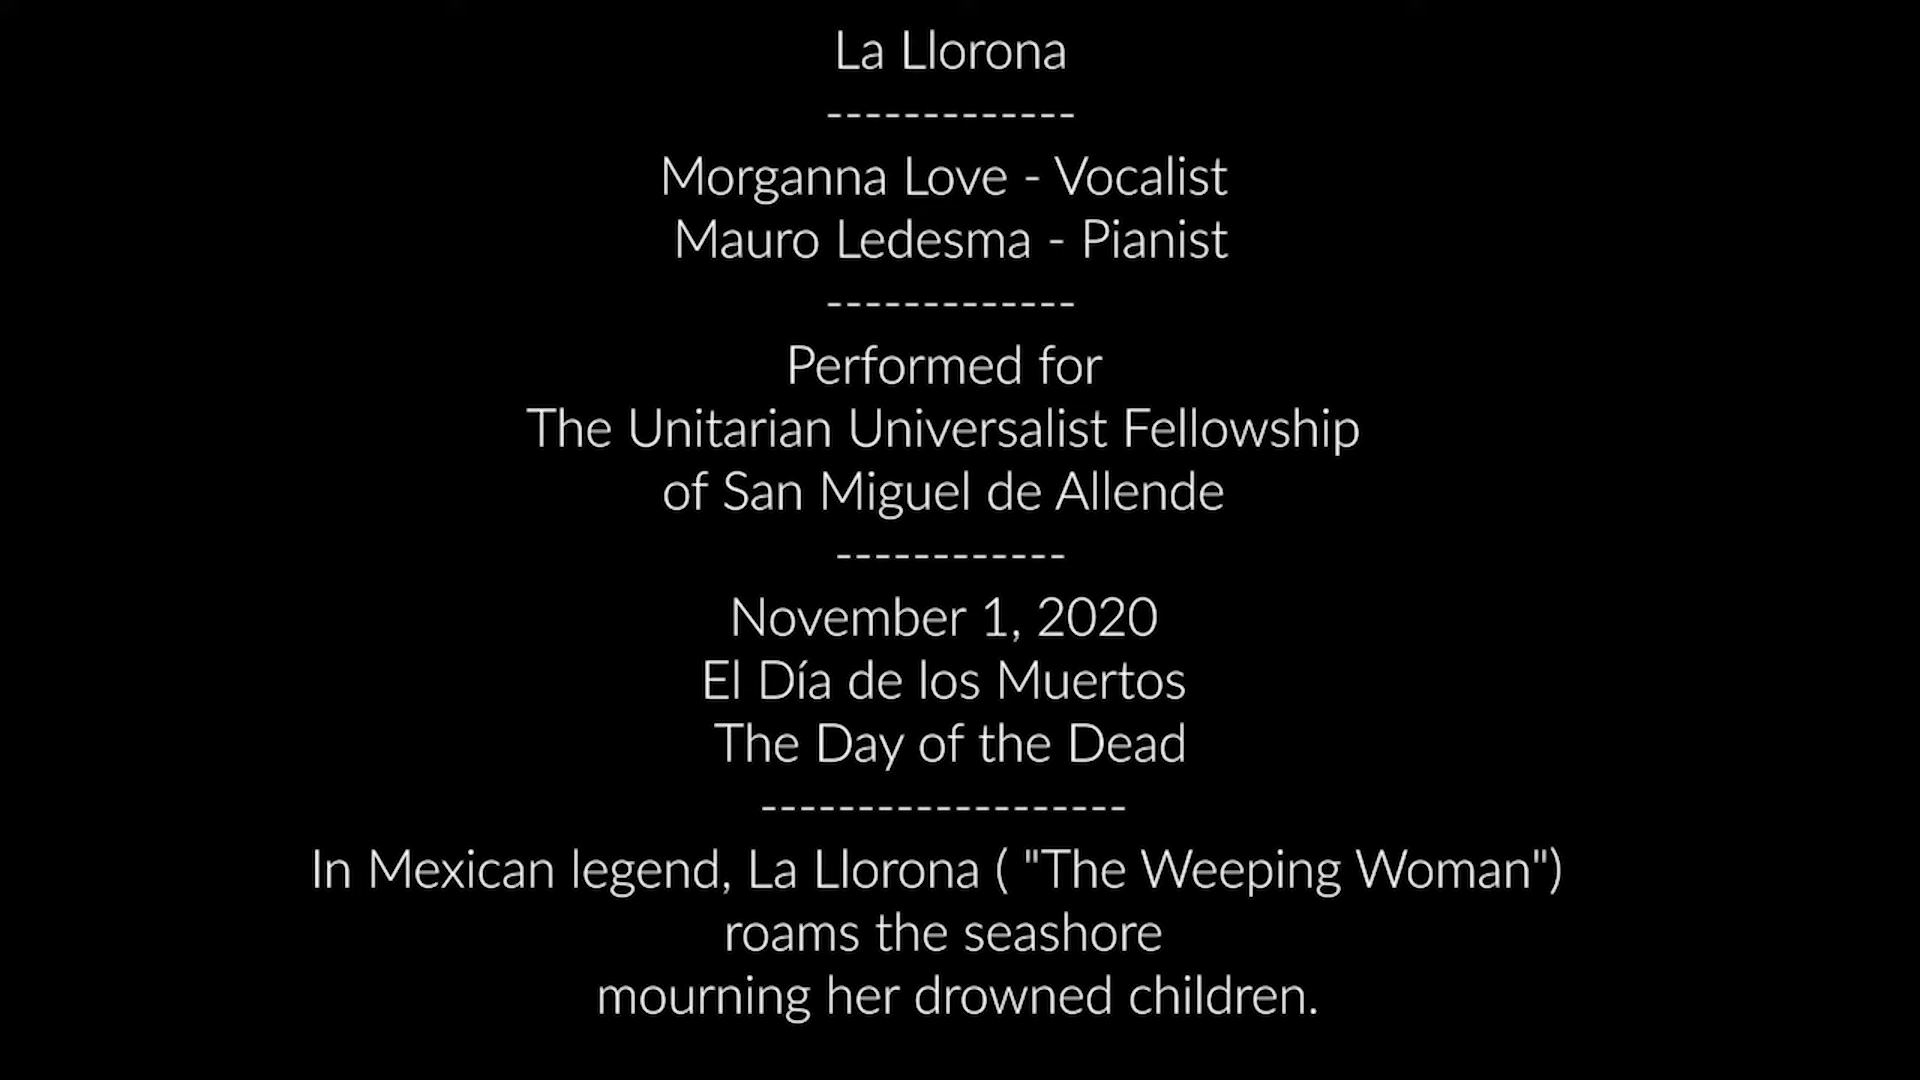 La Llorona
-------------
Morganna Love - Vocalist
Mauro Ledesma - Pianist
-------------
Performed for
The Unitarian Universalist Fellowship
of San Miguel de Allende
------------
November 1, 2020
El Día de los Muertos
The Day of the Dead
-------------------
In Mexican legend, La Llorona ( "The Weeping Woman")
roams the seashore
mourning her drowned children.